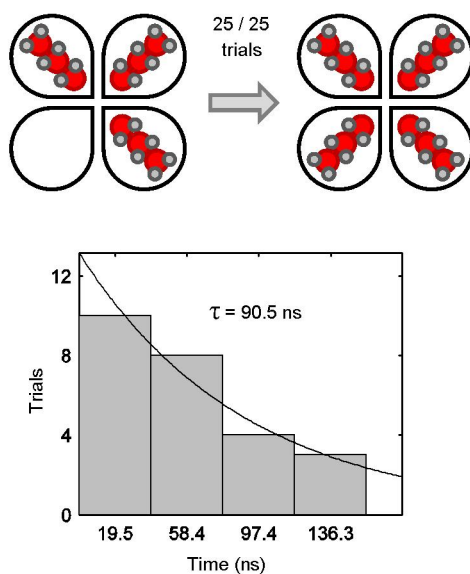 25 / 25
trials
τ = 90.5 ns
12
8
4
0
Trials
19.5 58.4 97.4 136.3
Time (ns)